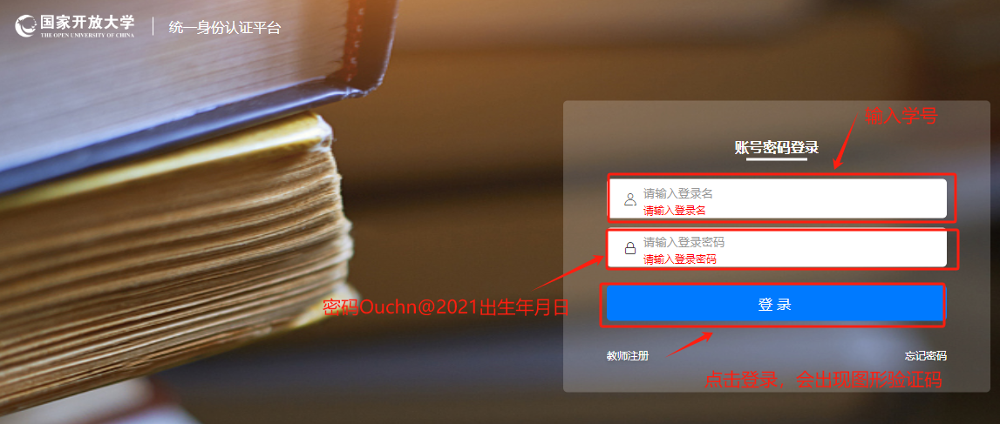 国家开放大学
THE OPEN UNIVERSITY OF CHINA
统一身份认证平台
输入学号
账号密码登录
请输入登录名
请输入登录名
请输入登录密码
请输入登录密码
密码Ouchn@2021出生年月日
登 录
教师注册
忘记密码
点击登录，会出现图形验证码